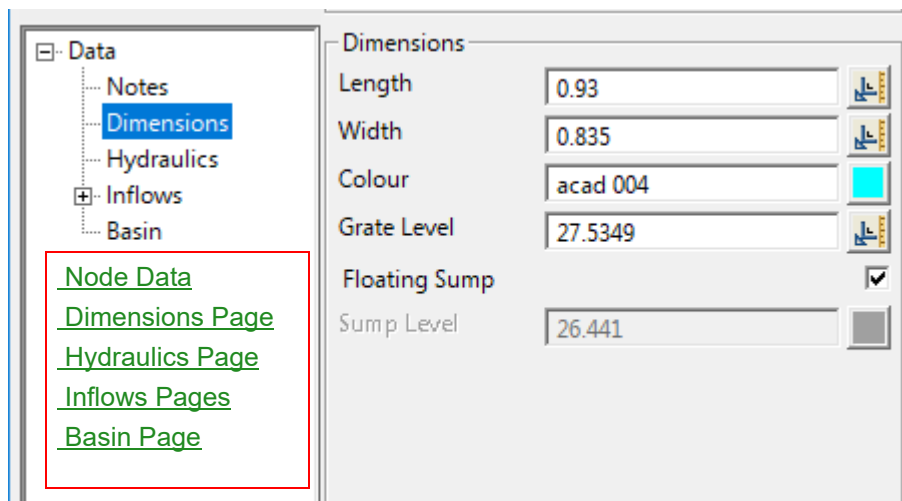 Data
Notes
Dimensions
Hydraulics
Inflows
Basin
Node Data
Dimensions Page
Hydraulics Page
Inflows Pages
Basin Page
Dimensions
Length 0.93
Width 0.835
Colour acad 004
Grate Level 27.5349
Floating Sump
Sump Level 26.441